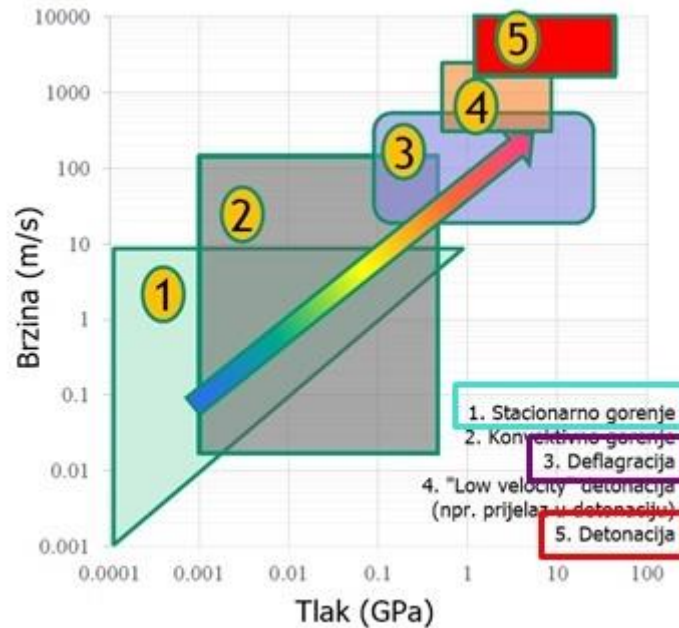 10000
1000
100
10
1
0.1
0.01
0.001
Brzina (m/s)
0.0001
0.001
0.01
0.1
1
10
100
Tlak (GPa)
1
2
3
4
5
1. Stacionarno gorenje
2. Konvektivno gorenje
3. Deflagracija
4. "Low velocity" detonacija
(npr. prijelaz u detonaciju)
5. Detonacija